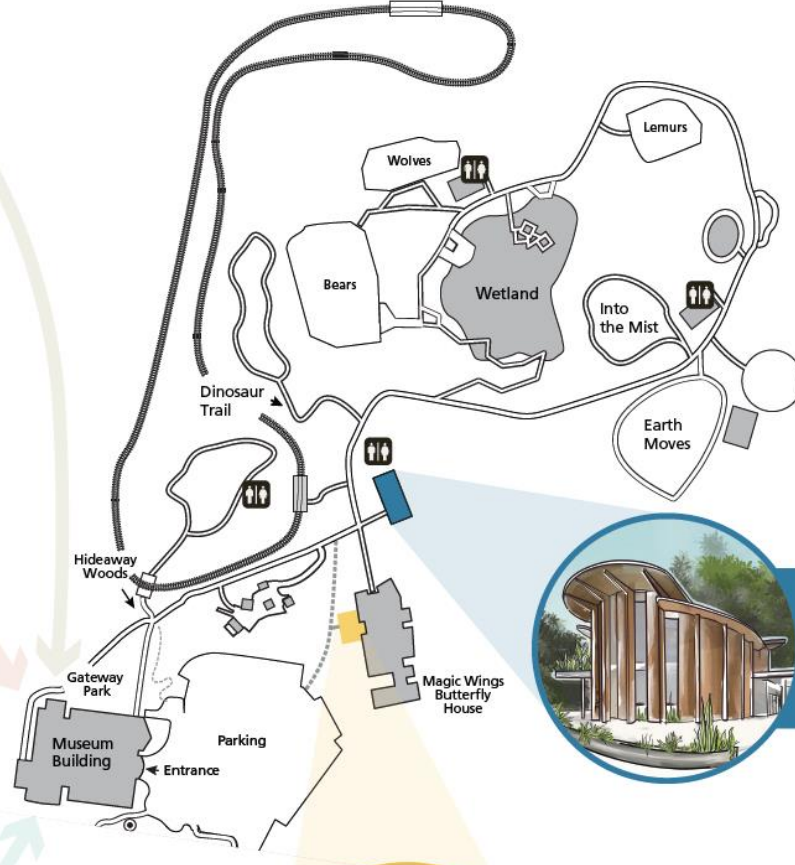 Lemurs
Wolves
Bears
Wetland
Into
the Mist
Dinosaur
Trail
Earth
Moves
Hideaway
Woods
Gateway
Park
Magic Wings
Butterfly
House
Museum
Building
Parking
Entrance